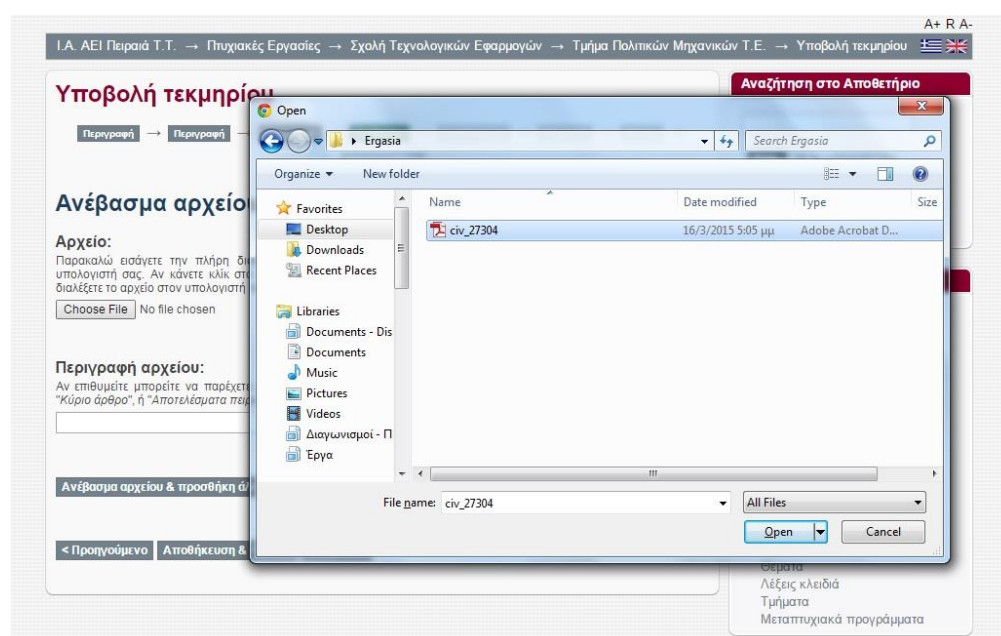 A+ R A-
Ι.Α. ΑΕΙ Πειραιά Τ.Τ. → Πτυχιακές Εργασίες → Σχολή Τεχνολογικών Εφαρμογών → Τμήμα Πολιτικών Μηχανικών Τ.Ε. → Υποβολή τεκμηρίου
Υποβολή τεκμηρίου
Αναζήτηση στο Αποθετήριο
Περιγραφή → Περιγραφή →
Open
Ergasia
Search Ergasia
Organize
New folder
Ανέβασμα αρχείο
Name
Date modified
Type
Size
Favorites
Desktop
Downloads
Recent Places
civ_27304
16/3/2015 5:05 μμ
Adobe Acrobat D...
Αρχείο:
Παρακαλώ εισάγετε την πλήρη
υπολογιστή σας. Αν κάνετε κλίκ
διαλέξετε το αρχείο στον υπολογιστή
Choose File No file chosen
Libraries
Documents - Dis
Documents
Music
Pictures
Videos
Διαγωνισμοί - Π
Έργα
Περιγραφή αρχείου:
Αν επιθυμείτε μπορείτε να παρέχετε
"Κύριο άρθρο", ή "Αποτελέσματα
File name: civ_27304
All Files
Open
Cancel
Ανέβασμα αρχείου & προσθήκη
< Προηγούμενο
Αποθήκευση &
Θέματα
Λέξεις κλειδιά
Τμήματα
Μεταπτυχιακά προγράμματα